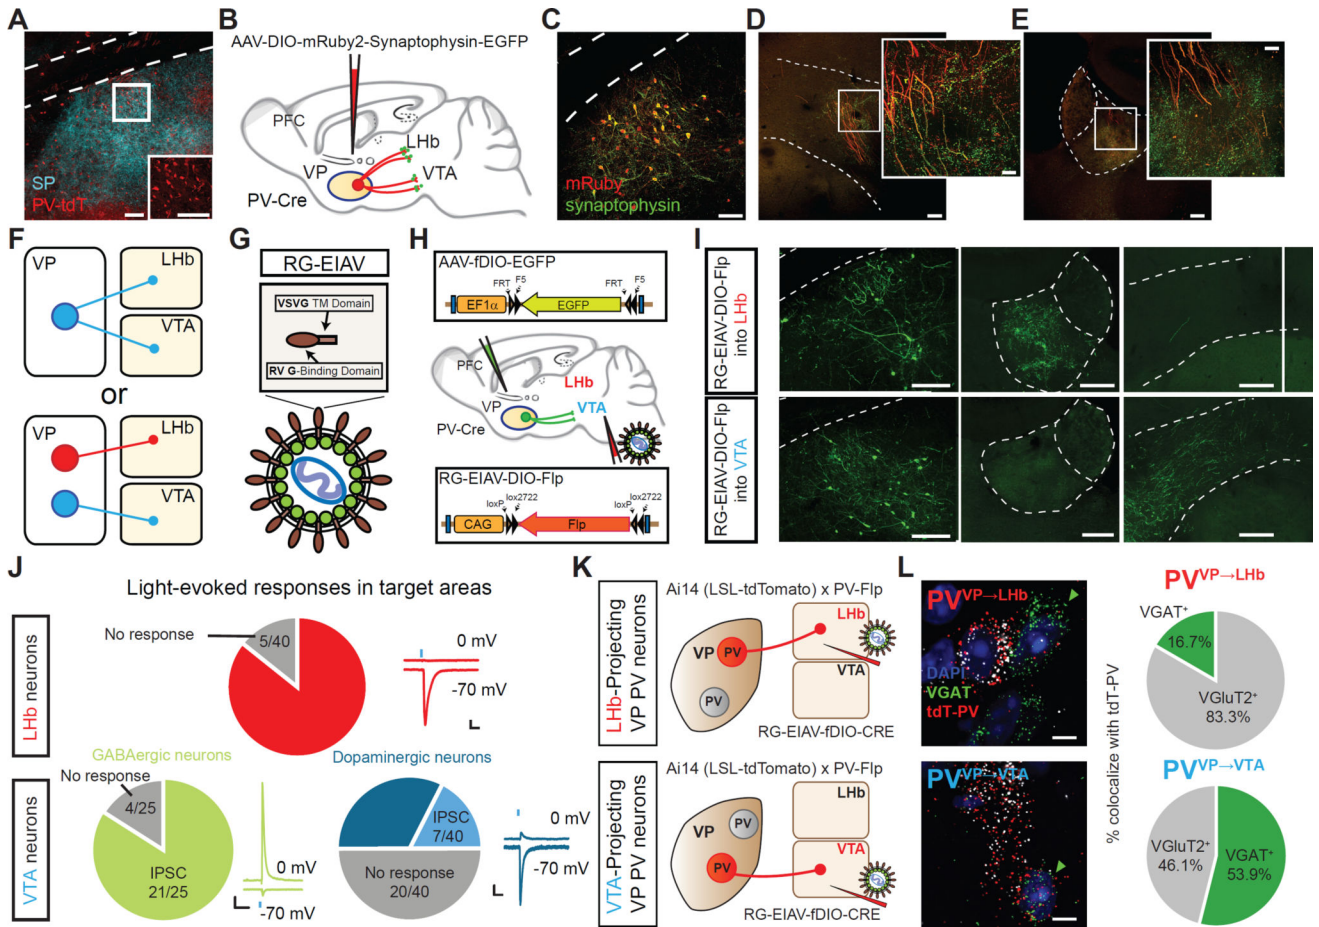 A
SP
PV-tdT
B
AAV-DIO-mRuby2-Synaptophysin-EGFP
PFC
LHb
VP
VTA
PV-Cre
C
mRuby
synaptophysin
D
E
F
VP
LHb
VTA
or
VP
LHb
VTA
G
RG-EIAV
VSVG TM Domain
RV G-Binding Domain
H
AAV-fDIO-EGFP
FRT
F5
FRT
F5
EF1α
EGFP
PFC
LHb
VP
VTA
PV-Cre
RG-EIAV-DIO-Flp
loxP
lox2722
loxP
lox2722
CAG
Flp
I
RG-EIAV-DIO-Flp
into LHb
RG-EIAV-DIO-Flp
into VTA
J
Light-evoked responses in target areas
LHb neurons
No response
5/40
0 mV
-70 mV
VTA neurons
GABAergic neurons
No response
4/25
IPSC
21/25
0 mV
-70 mV
Dopaminergic neurons
IPSC
7/40
No response
20/40
0 mV
-70 mV
K
LHb-Projecting
VP PV neurons
Ai14 (LSL-tdTomato) x PV-Flp
LHb
VP
PV
PV
VTA
RG-EIAV-fDIO-CRE
VTA-Projecting
VP PV neurons
Ai14 (LSL-tdTomato) x PV-Flp
LHb
VP
PV
PV
VTA
RG-EIAV-fDIO-CRE
L
PVVP→LHb
DAPI
VGAT
tdT-PV
PVVP→VTA
% colocalize with tdT-PV
PVVP→LHb
VGAT+
16.7%
VGluT2+
83.3%
PVVP→VTA
VGluT2+
46.1%
VGAT+
53.9%